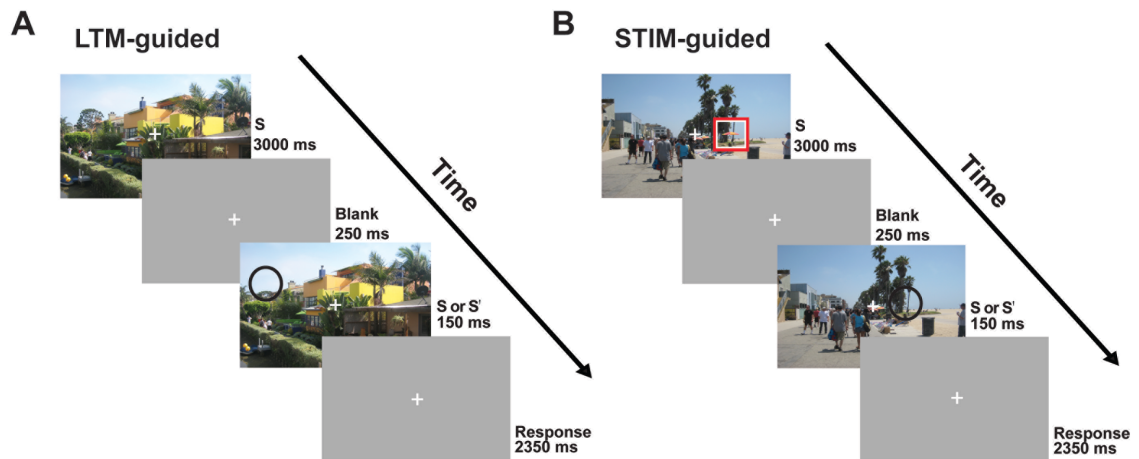 A
LTM-guided
S
3000 ms
Blank
250 ms
S or S'
150 ms
Response
2350 ms
Time
B
STIM-guided
S
3000 ms
Blank
250 ms
S or S'
150 ms
Response
2350 ms
Time